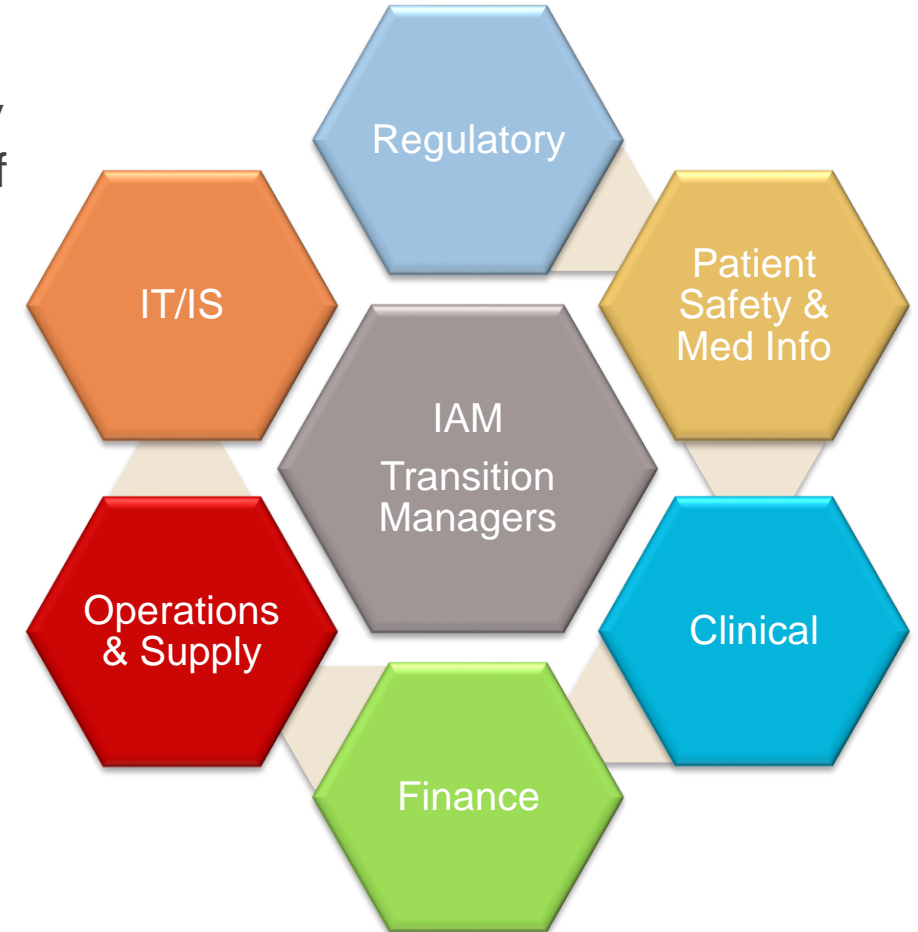 Regulatory
Patient
Safety &
Med Info
IT/IS
IAM
Transition
Managers
Operations
& Supply
Clinical
Finance